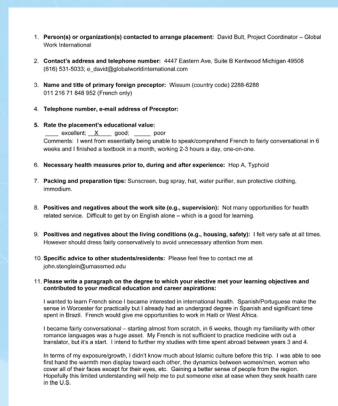 1. Person(s) or organization(s) contacted to arrange placement: David Bult, Project Coordinator – Global
Work International
2. Contact's address and telephone number: 4447 Eastern Ave, Suite B Kentwood Michigan 49508
(616) 531-5033; e_david@globalworldinternational.com
3. Name and title of primary foreign preceptor: Wissum (country code) 2288-6288
011 216 71 848 952 (French only)
4. Telephone number, e-mail address of Preceptor:
5. Rate the placement's educational value:
____ excellent; __X__ good; _____ poor
Comments: I went from essentially being unable to speak/comprehend French to fairly conversational in 6
weeks and I finished a textbook in a month, working 2-3 hours a day, one-on-one.
6. Necessary health measures prior to, during and after experience: Hep A, Typhoid
7. Packing and preparation tips: Sunscreen, bug spray, hat, water purifier, sun protective clothing,
immodium.
8. Positives and negatives about the work site (e.g., supervision): Not many opportunities for health
related service. Difficult to get by on English alone – which is a good for learning.
9. Positives and negatives about the living conditions (e.g., housing, safety): I felt very safe at all times.
However should dress fairly conservatively to avoid unnecessary attention from men.
10. Specific advice to other students/residents: Please feel free to contact me at
john.stenglein@umassmed.edu
11. Please write a paragraph on the degree to which your elective met your learning objectives and
contributed to your medical education and career aspirations:
I wanted to learn French since I became interested in international health. Spanish/Portuguese make the
sense in Worcester for practicality but I already had an undergrad degree in Spanish and significant time
spent in Brazil. French would give me opportunities to work in Haiti or West Africa.
I became fairly conversational – starting almost from scratch, in 6 weeks, though my familiarity with other
romance languages was a huge asset. My French is not sufficient to practice medicine with out a
translator, but it's a start. I intend to further my studies with time spent abroad between years 3 and 4.
In terms of my exposure/growth, I didn't know much about Islamic culture before this trip. I was able to see
first hand the warmth men display toward each other, the dynamics between women/men, women who
cover all of their faces except for their eyes, etc. Gaining a better sense of people from the region.
Hopefully this limited understanding will help me to put someone else at ease when they seek health care
in the U.S.